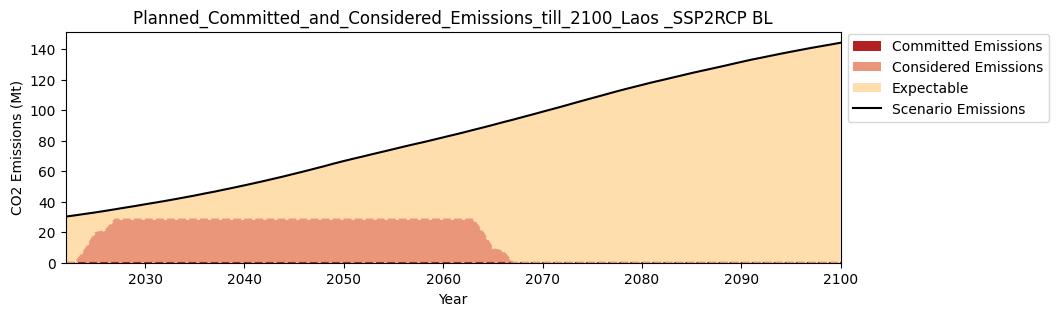 Planned_Committed_and_Considered_Emissions_till_2100_Laos _SSP2RCP BL
Committed Emissions
Considered Emissions
Expectable
Scenario Emissions
CO2 Emissions (Mt)
140
120
100
80
60
40
20
0
2030 2040 2050 2060 2070 2080 2090 2100
Year